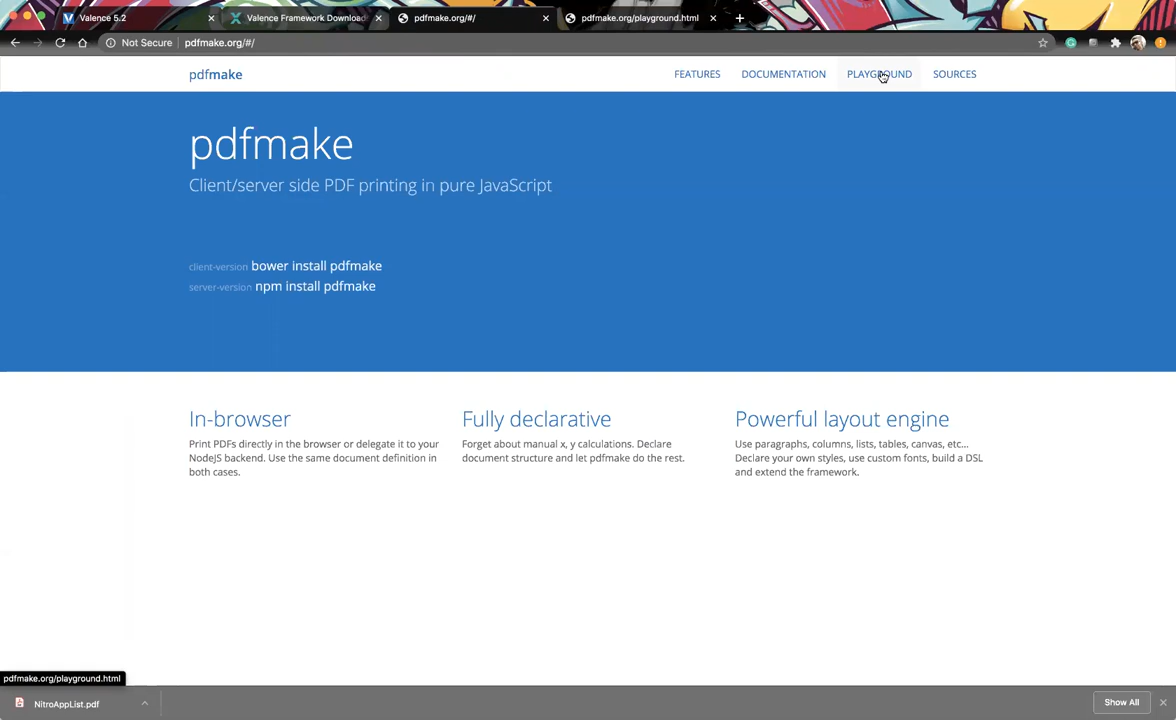 Valence 5.2
Valence Framework Download
pdfmake.org/#/
pdfmake.org/playground.html
Not Secure
pdfmake.org/#/
pdfmake
FEATURES
DOCUMENTATION
PLAYGROUND
SOURCES
pdfmake
Client/server side PDF printing in pure JavaScript
client-version bower install pdfmake
server-version npm install pdfmake
In-browser
Print PDFs directly in the browser or delegate it to your
NodeJS backend. Use the same document definition in
both cases.
Fully declarative
Forget about manual x, y calculations. Declare
document structure and let pdfmake do the rest.
Powerful layout engine
Use paragraphs, columns, lists, tables, canvas, etc...
Declare your own styles, use custom fonts, build a DSL
and extend the framework.
pdfmake.org/playground.html
NitroAppList.pdf
Show All